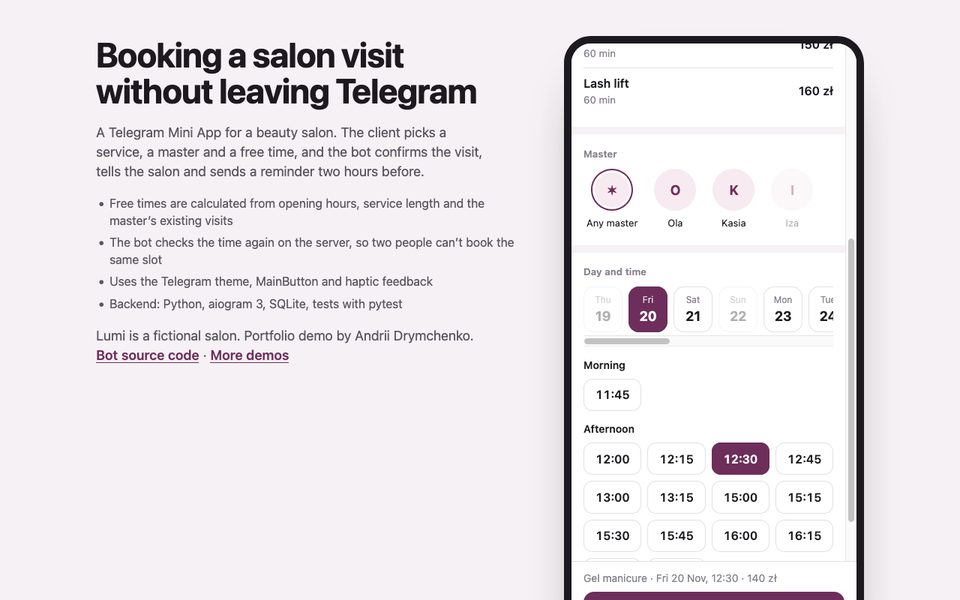 Booking a salon visit
without leaving Telegram
A Telegram Mini App for a beauty salon. The client picks a
service, a master and a free time, and the bot confirms the visit,
tells the salon and sends a reminder two hours before.
• Free times are calculated from opening hours, service length and the
master's existing visits
• The bot checks the time again on the server, so two people can't book the
same slot
• Uses the Telegram theme, MainButton and haptic feedback
• Backend: Python, aiogram 3, SQLite, tests with pytest
Lumi is a fictional salon. Portfolio demo by Andrii Drymchenko.
Bot source code · More demos
150 zł
60 min
Lash lift
160 zł
60 min
Master
✶ O K I
Any master Ola Kasia Iza
Day and time
Thu Fri Sat Sun Mon Tue
19 20 21 22 23 24
Morning
11:45
Afternoon
12:00 12:15 12:30 12:45
13:00 13:15 15:00 15:15
15:30 15:45 16:00 16:15
Gel manicure · Fri 20 Nov, 12:30 · 140 zł